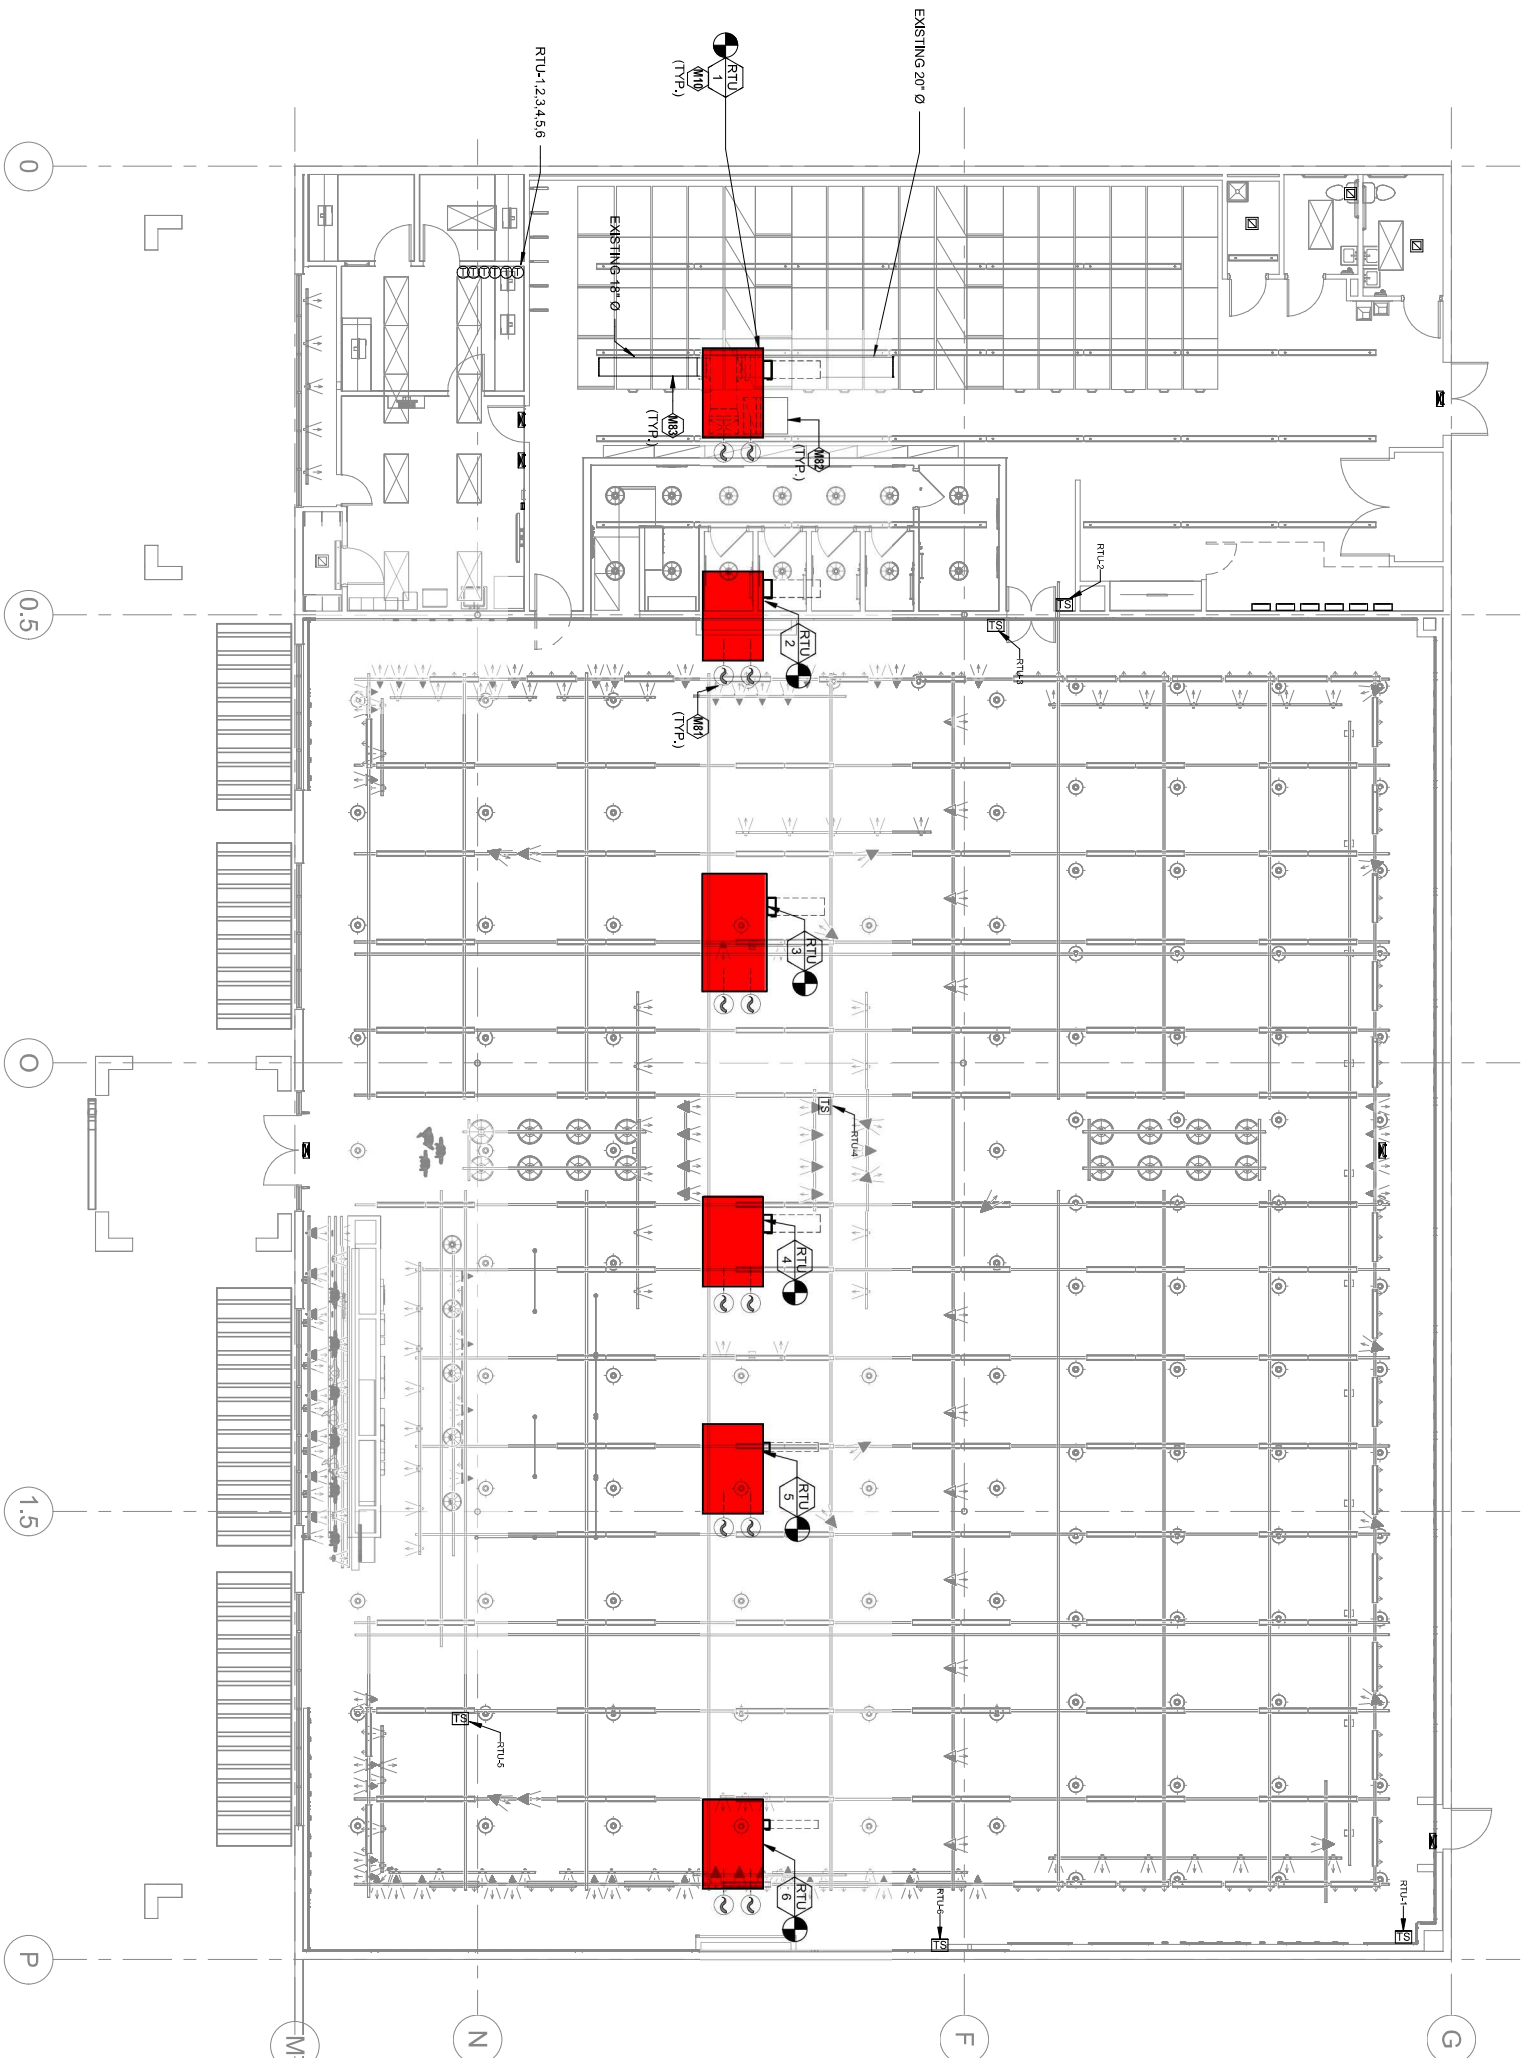 EXISTING 20" Ø
RTU
1
M10
(TYP.)
RTU-1,2,3,4,5,6
0
EXISTING 18" Ø
T T T T T T
M83
(TYP.)
M82
(TYP.)
RTU-2
TS
0.5
TS
RTU-3
RTU
2
M81
(TYP.)
RTU
3
O
TS
RTU-4
RTU
4
RTU
5
1.5
TS
RTU-5
RTU
6
RTU-6
TS
RTU-1
TS
P
M
N
F
G